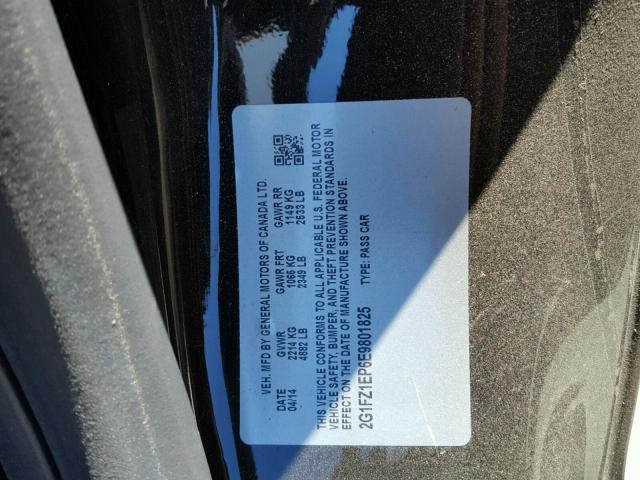 VEH. MFD BY GENERAL MOTORS OF CANADA LTD.
DATE GVWR GAWR FRT GAWR RR
04/14 2214 KG 1066 KG 1149 KG
4882 LB 2349 LB 2533 LB
THIS VEHICLE CONFORMS TO ALL APPLICABLE U.S. FEDERAL MOTOR
VEHICLE SAFETY, BUMPER, AND THEFT PREVENTION STANDARDS IN
EFFECT ON THE DATE OF MANUFACTURE SHOWN ABOVE.
2G1FZ1EP6E9801825 TYPE: PASS CAR